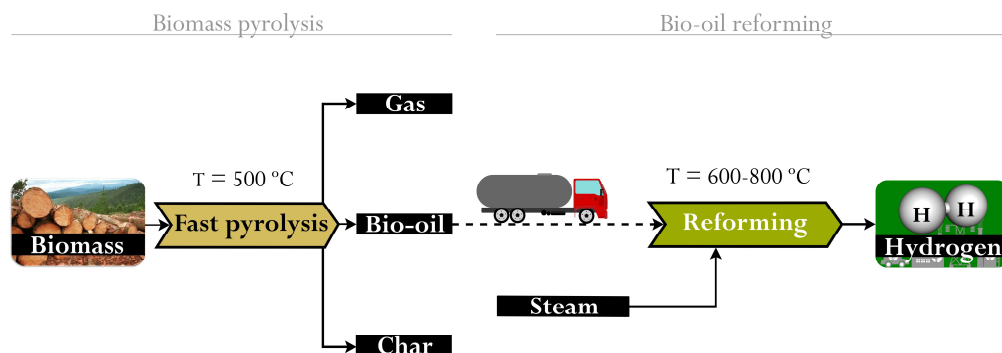 Biomass pyrolysis
Bio-oil reforming
Gas
T = 500 ºC
T = 600-800 ºC
Biomass
Fast pyrolysis
Bio-oil
Reforming
H
H
Hydrogen
Steam
Char